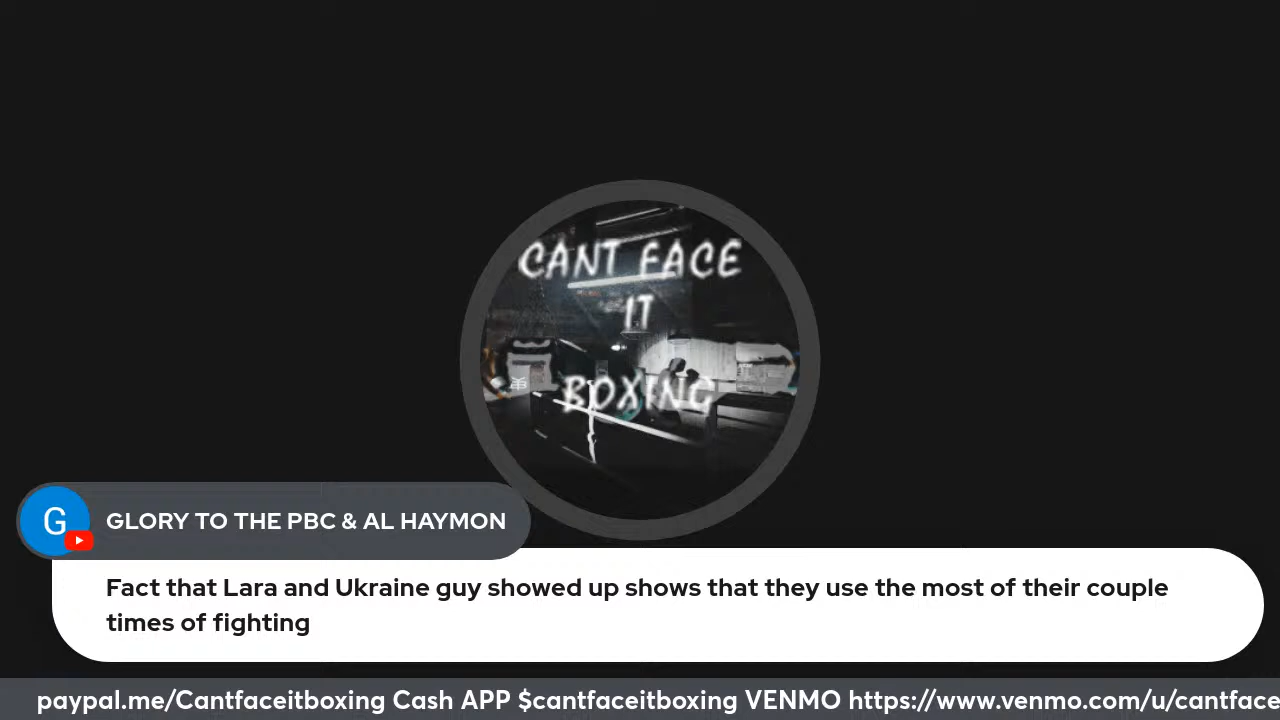 CANT FACE
IT
BOXING
G
GLORY TO THE PBC & AL HAYMON
Fact that Lara and Ukraine guy showed up shows that they use the most of their couple
times of fighting
paypal.me/Cantfaceitboxing Cash APP $cantfaceitboxing VENMO https://www.venmo.com/u/cantface